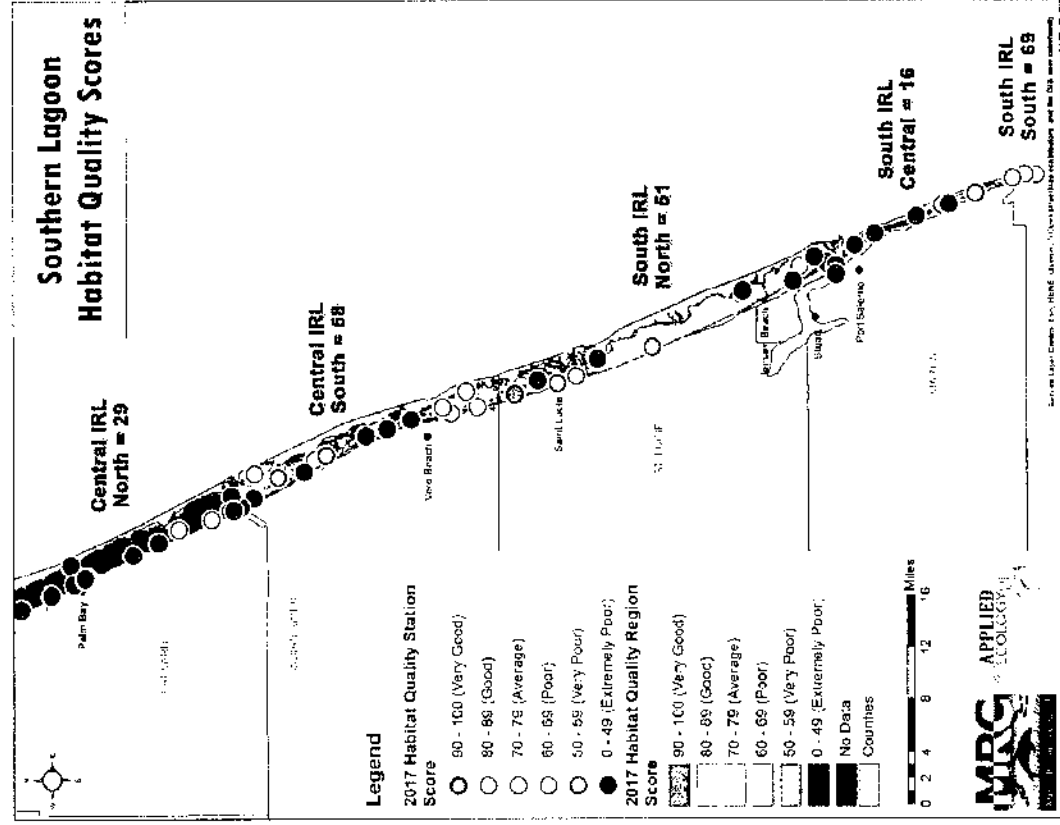 Southern Lagoon
Habitat Quality Scores
Central IRL
North = 29
Central IRL
South = 68
South IRL
North = 51
South IRL
Central = 16
South IRL
South = 69
Palm Bay
Vero Beach
Saint Lucie
Jensen Beach
Stuart
Port Salerno
Legend
2017 Habitat Quality Station
Score
90 - 100 (Very Good)
80 - 89 (Good)
70 - 79 (Average)
60 - 69 (Poor)
50 - 59 (Very Poor)
0 - 49 (Extremely Poor)
2017 Habitat Quality Region
Score
90 - 100 (Very Good)
80 - 89 (Good)
70 - 79 (Average)
60 - 69 (Poor)
50 - 59 (Very Poor)
0 - 49 (Extremely Poor)
No Data
Counties
Miles
0 2 4 8 12 16
MRC
APPLIED
ECOLOGY